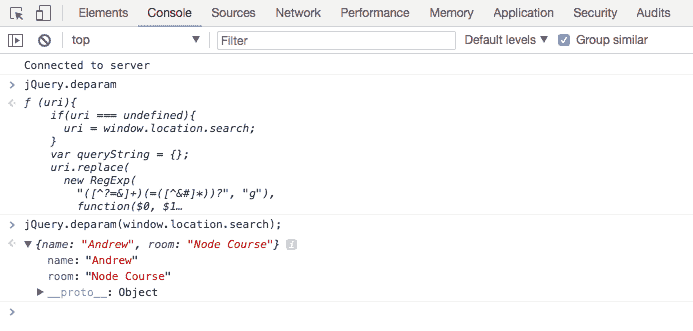 Elements Console Sources Network Performance Memory Application Security Audits
top Filter Default levels Group similar
Connected to server
jQuery.deparam
ƒ (uri){
if(uri === undefined){
uri = window.location.search;
}
var queryString = {};
uri.replace(
new RegExp(
"([^?=&]+)(=([^&#]*))?", "g"),
function($0, $1…
jQuery.deparam(window.location.search);
{name: "Andrew", room: "Node Course"} i
name: "Andrew"
room: "Node Course"
__proto__: Object